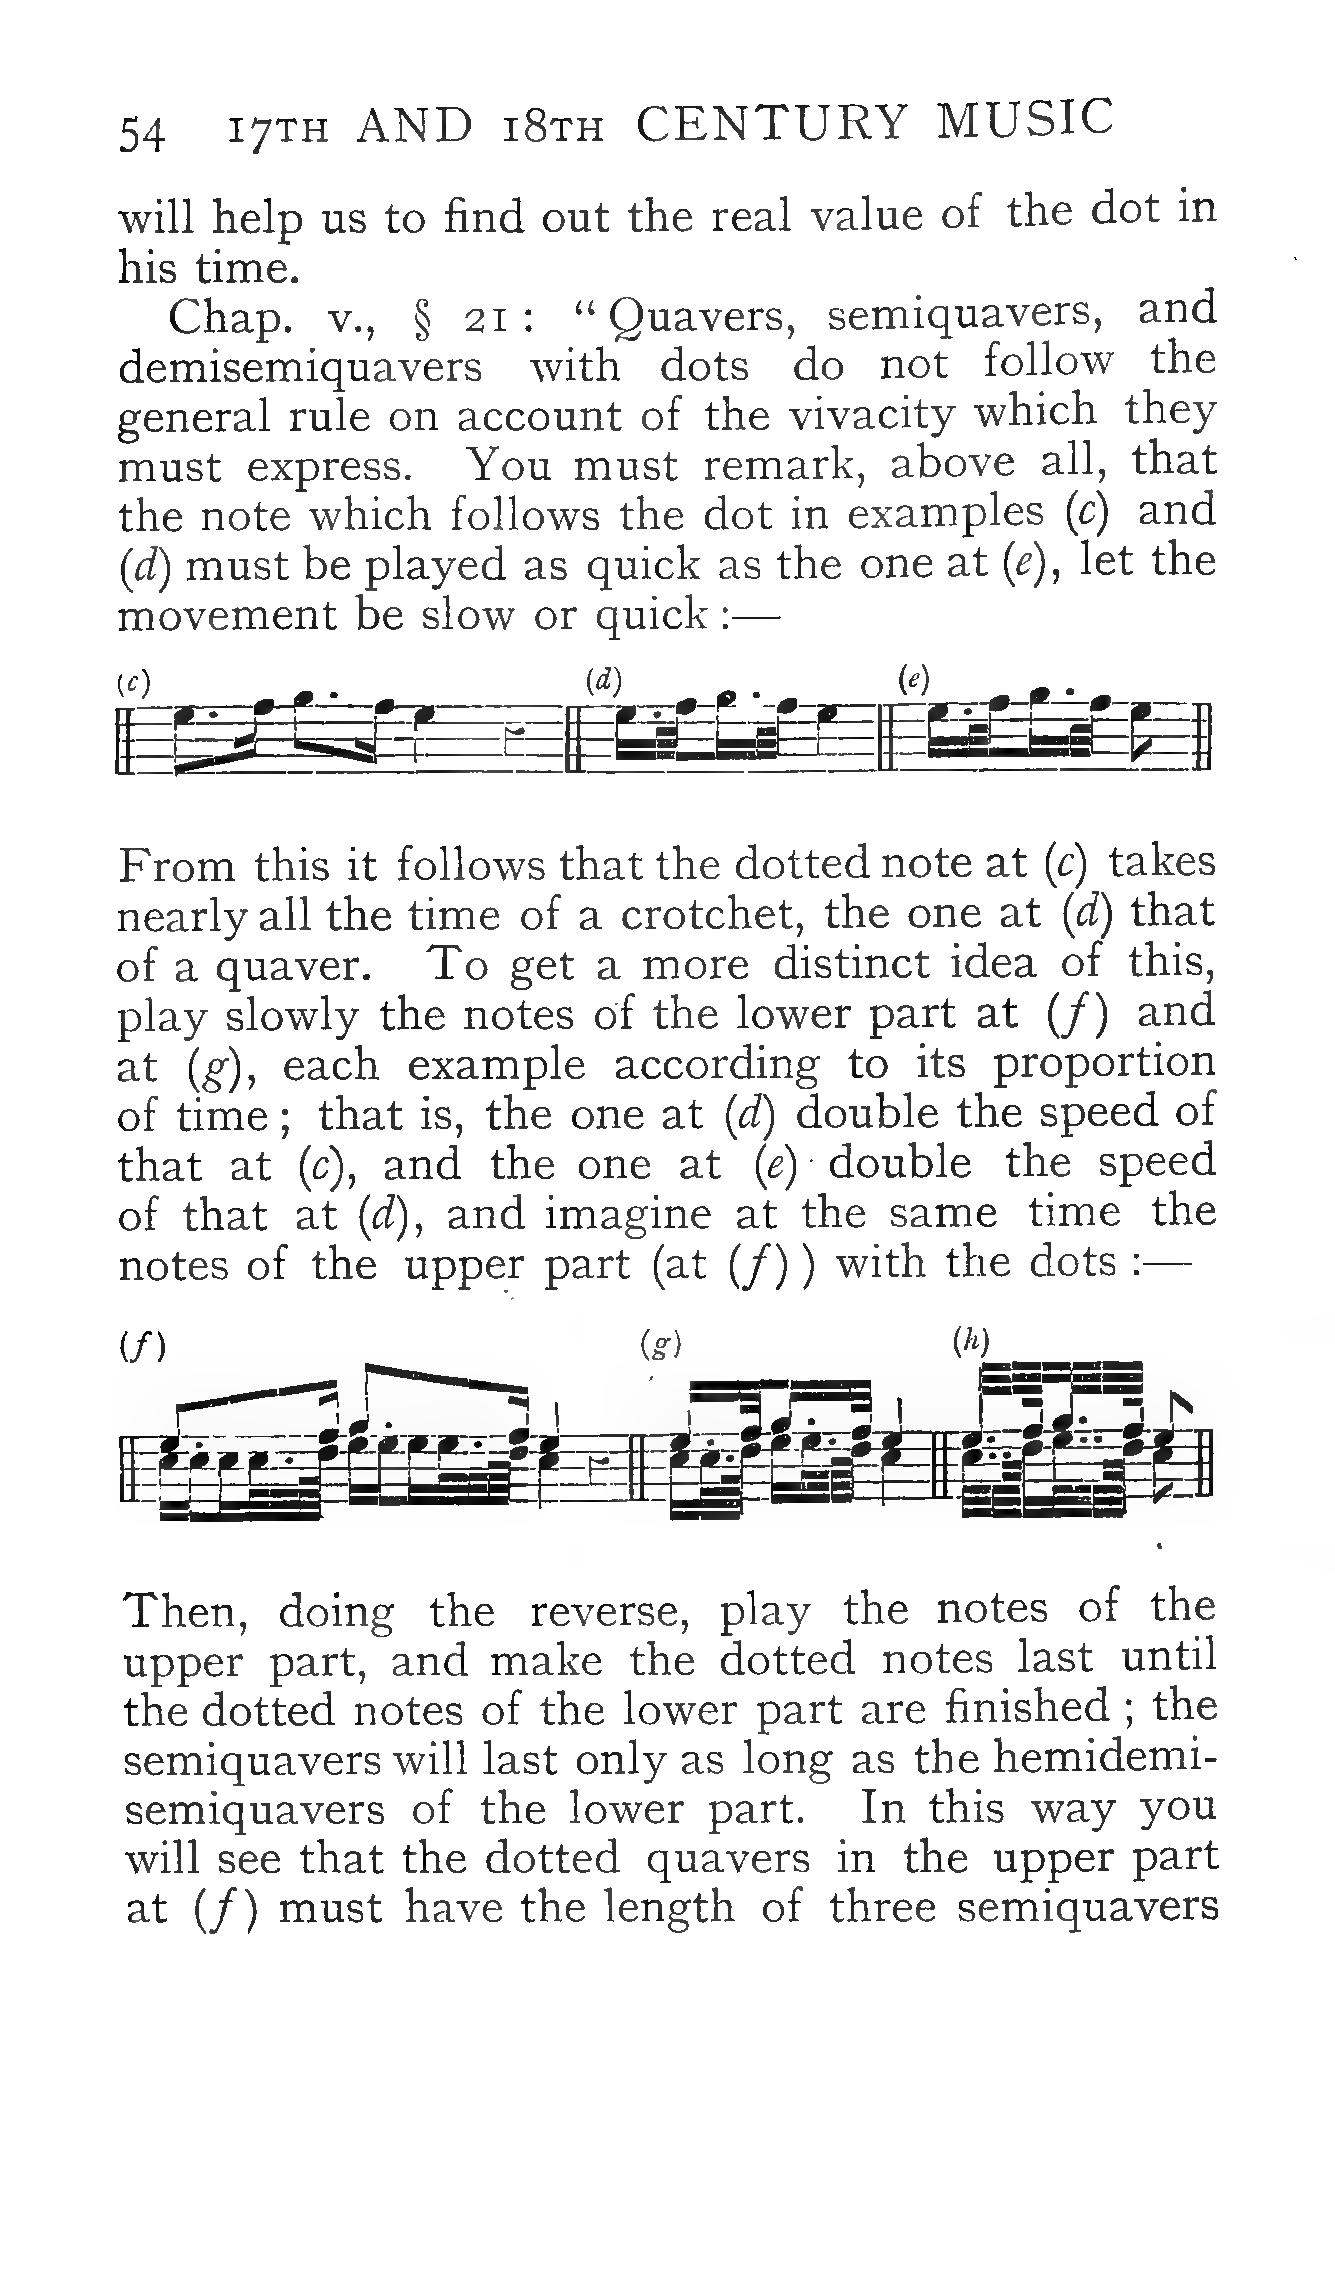 54 17TH AND 18TH CENTURY MUSIC
will help us to find out the real value of the dot in
his time.
Chap. v., § 21 : “ Quavers, semiquavers, and
demisemiquavers with dots do not follow the
general rule on account of the vivacity which they
must express. You must remark, above all, that
the note which follows the dot in examples (c) and
(d) must be played as quick as the one at (e), let the
movement be slow or quick :—
(c) (d) (e)
From this it follows that the dotted note at (c) takes
nearly all the time of a crotchet, the one at (d) that
of a quaver. To get a more distinct idea of this,
play slowly the notes of the lower part at (f) and
at (g), each example according to its proportion
of time ; that is, the one at (d) double the speed of
that at (c), and the one at (e) double the speed
of that at (d), and imagine at the same time the
notes of the upper part (at (f) ) with the dots :—
(f) (g) (h)
Then, doing the reverse, play the notes of the
upper part, and make the dotted notes last until
the dotted notes of the lower part are finished ; the
semiquavers will last only as long as the hemidemi-
semiquavers of the lower part. In this way you
will see that the dotted quavers in the upper part
at (f) must have the length of three semiquavers